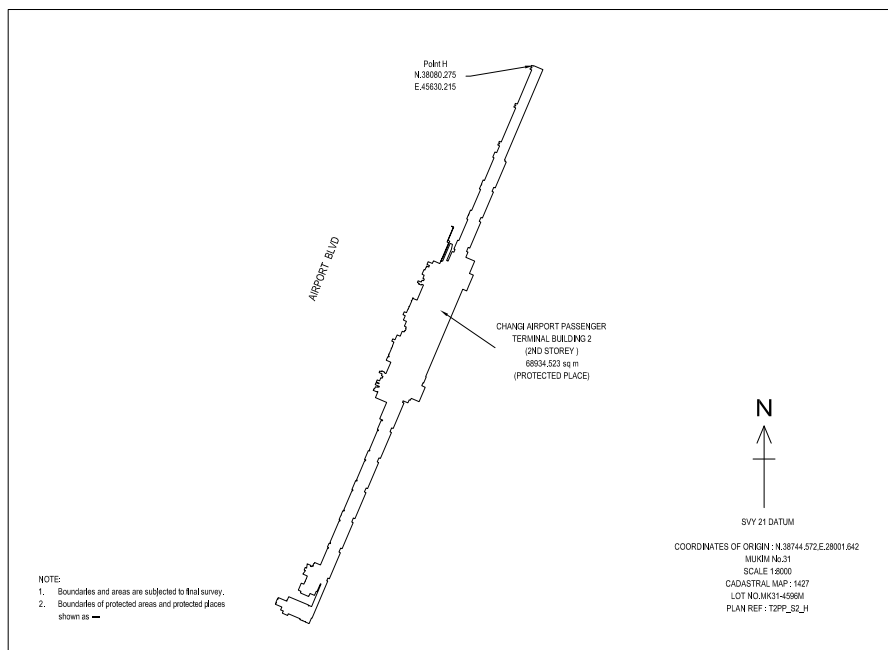 Point H
N.38080.275
E.45630.215
AIRPORT BLVD
CHANGI AIRPORT PASSENGER
TERMINAL BUILDING 2
(2ND STOREY )
68934.523 sq m
(PROTECTED PLACE)
N
SVY 21 DATUM
COORDINATES OF ORIGIN : N.38744.572,E.28001.642
MUKIM No.31
SCALE 1:8000
CADASTRAL MAP : 1427
LOT NO.MK31-4596M
PLAN REF : T2PP_S2_H
NOTE:
1. Boundaries and areas are subjected to final survey.
2. Boundaries of protected areas and protected places
shown as —